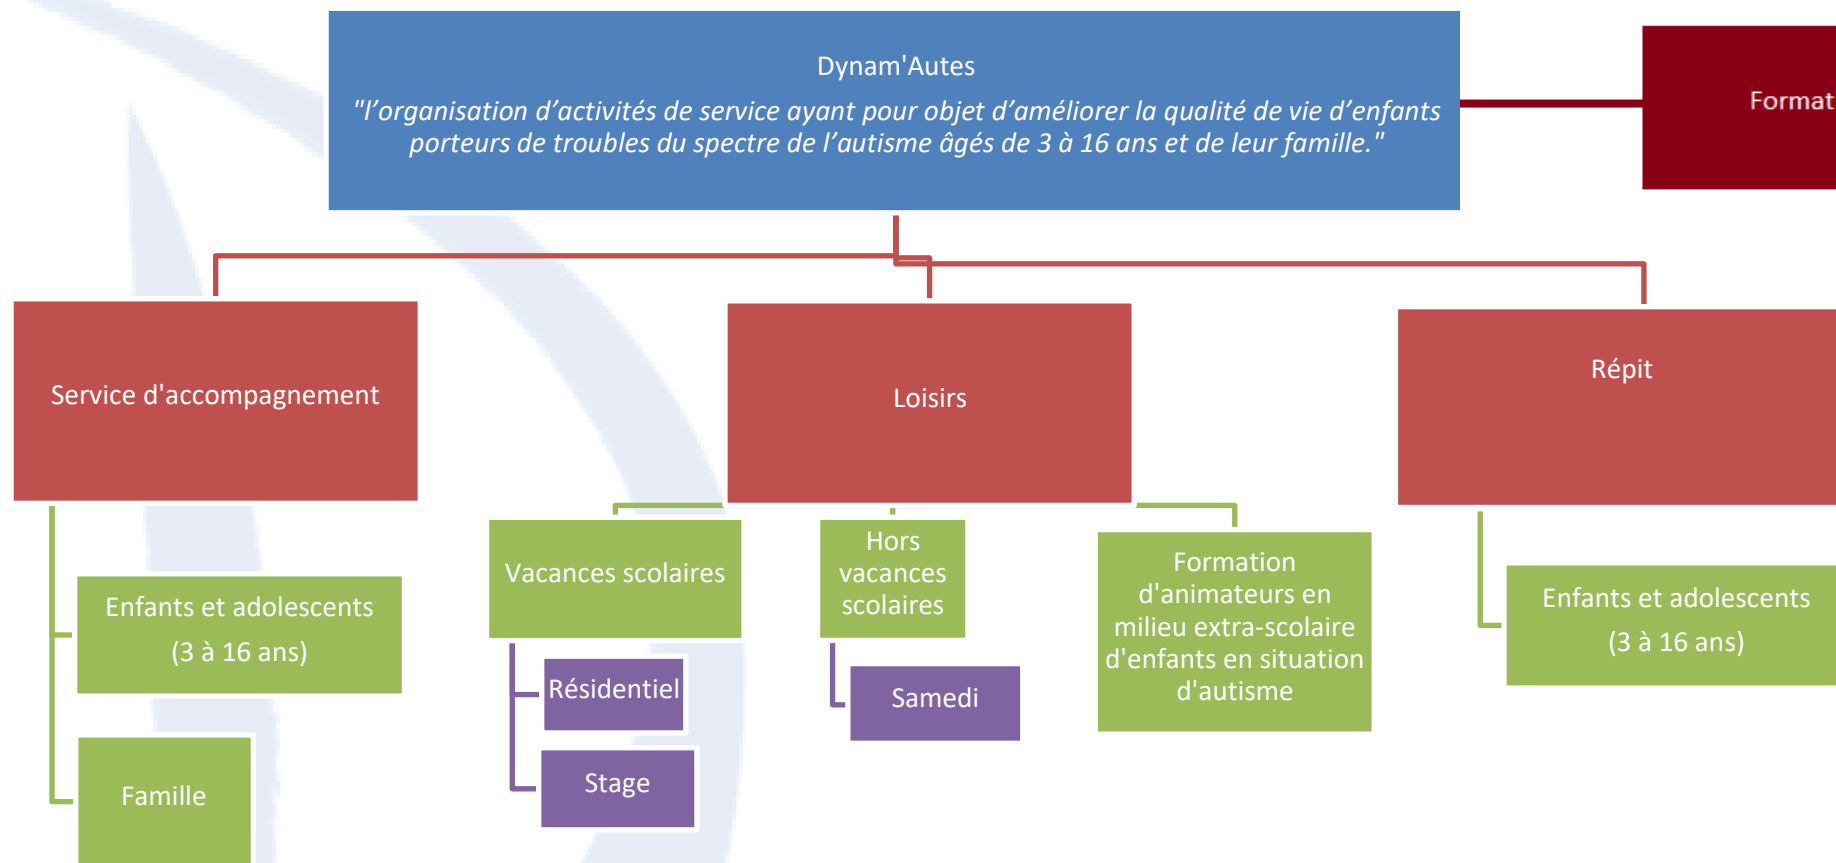 Dynam'Autes
"l’organisation d’activités de service ayant pour objet d’améliorer la qualité de vie d’enfants
porteurs de troubles du spectre de l’autisme âgés de 3 à 16 ans et de leur famille."
Format
Service d'accompagnement
Loisirs
Répit
Enfants et adolescents
(3 à 16 ans)
Famille
Vacances scolaires
Résidentiel
Stage
Hors
vacances
scolaires
Samedi
Formation
d'animateurs en
milieu extra-scolaire
d'enfants en situation
d'autisme
Enfants et adolescents
(3 à 16 ans)